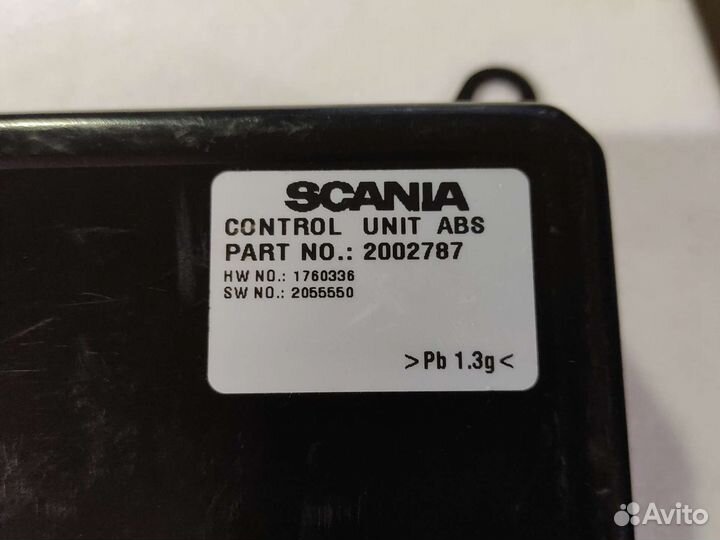 SCANIA
CONTROL UNIT ABS
PART NO.: 2002787
HW NO.: 1760336
SW NO.: 2055550
>Pb 1.3g<
Avito